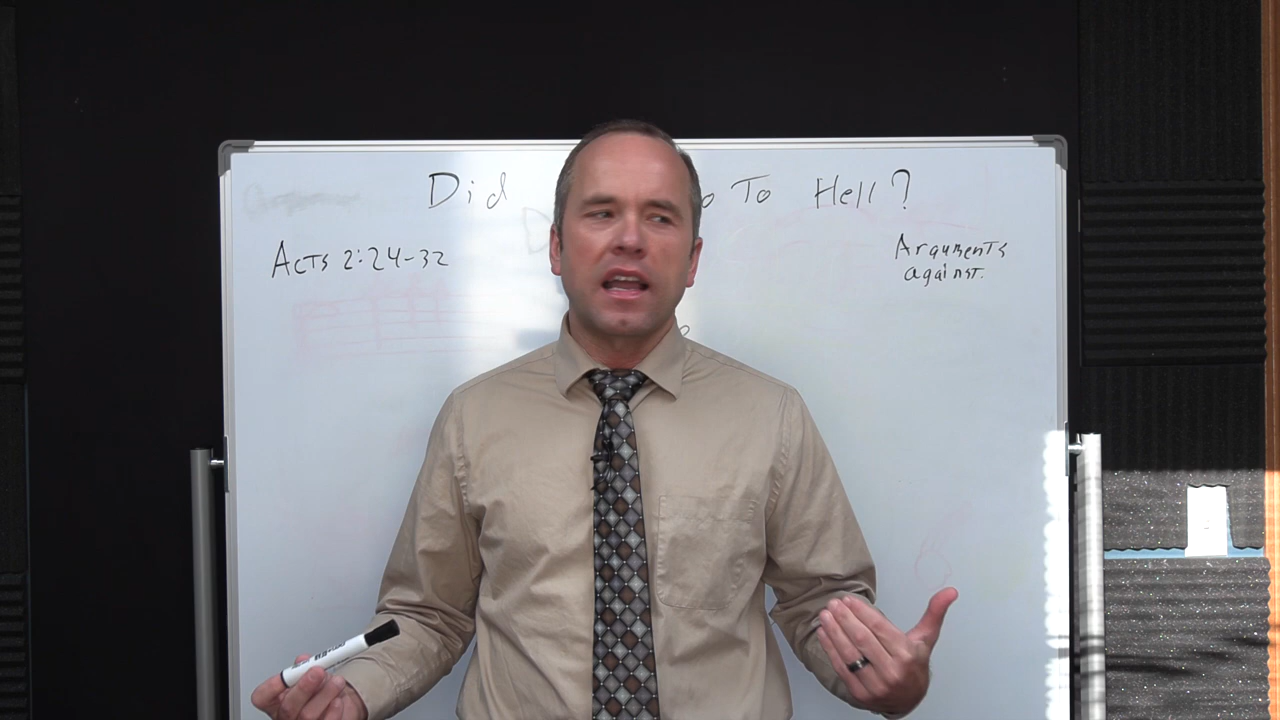 Did o To Hell?
Acts 2:24-32
Arguments
against.